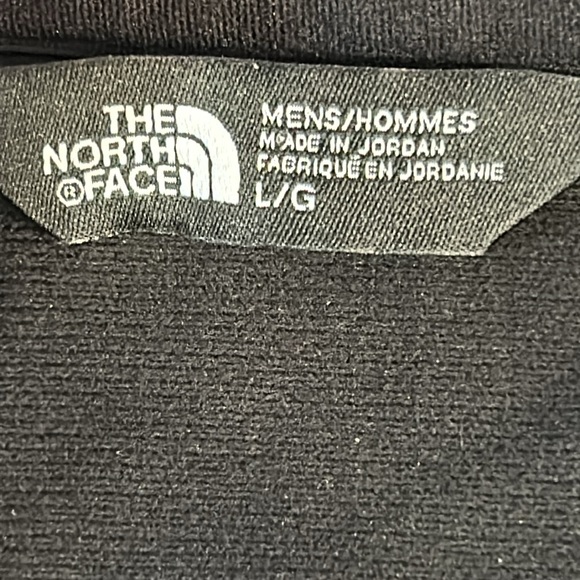 THE
NORTH
®FACE
MENS/HOMMES
MADE IN JORDAN
FABRIQUÉ EN JORDANIE
L/G